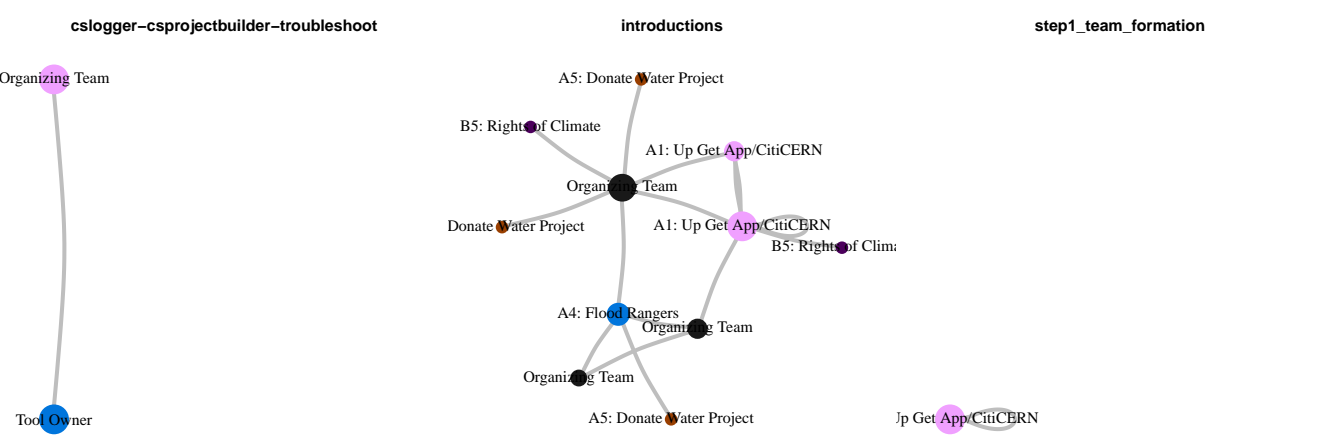 cslogger−csprojectbuilder−troubleshoot
Organizing Team
Tool Owner
introductions
A5: Donate Water Project
B5: Rights of Climate
A1: Up Get App/CitiCERN
Organizing Team
Donate Water Project
A1: Up Get App/CitiCERN
B5: Rights of Clima
A4: Flood Rangers
Organizing Team
Organizing Team
A5: Donate Water Project
step1_team_formation
Up Get App/CitiCERN